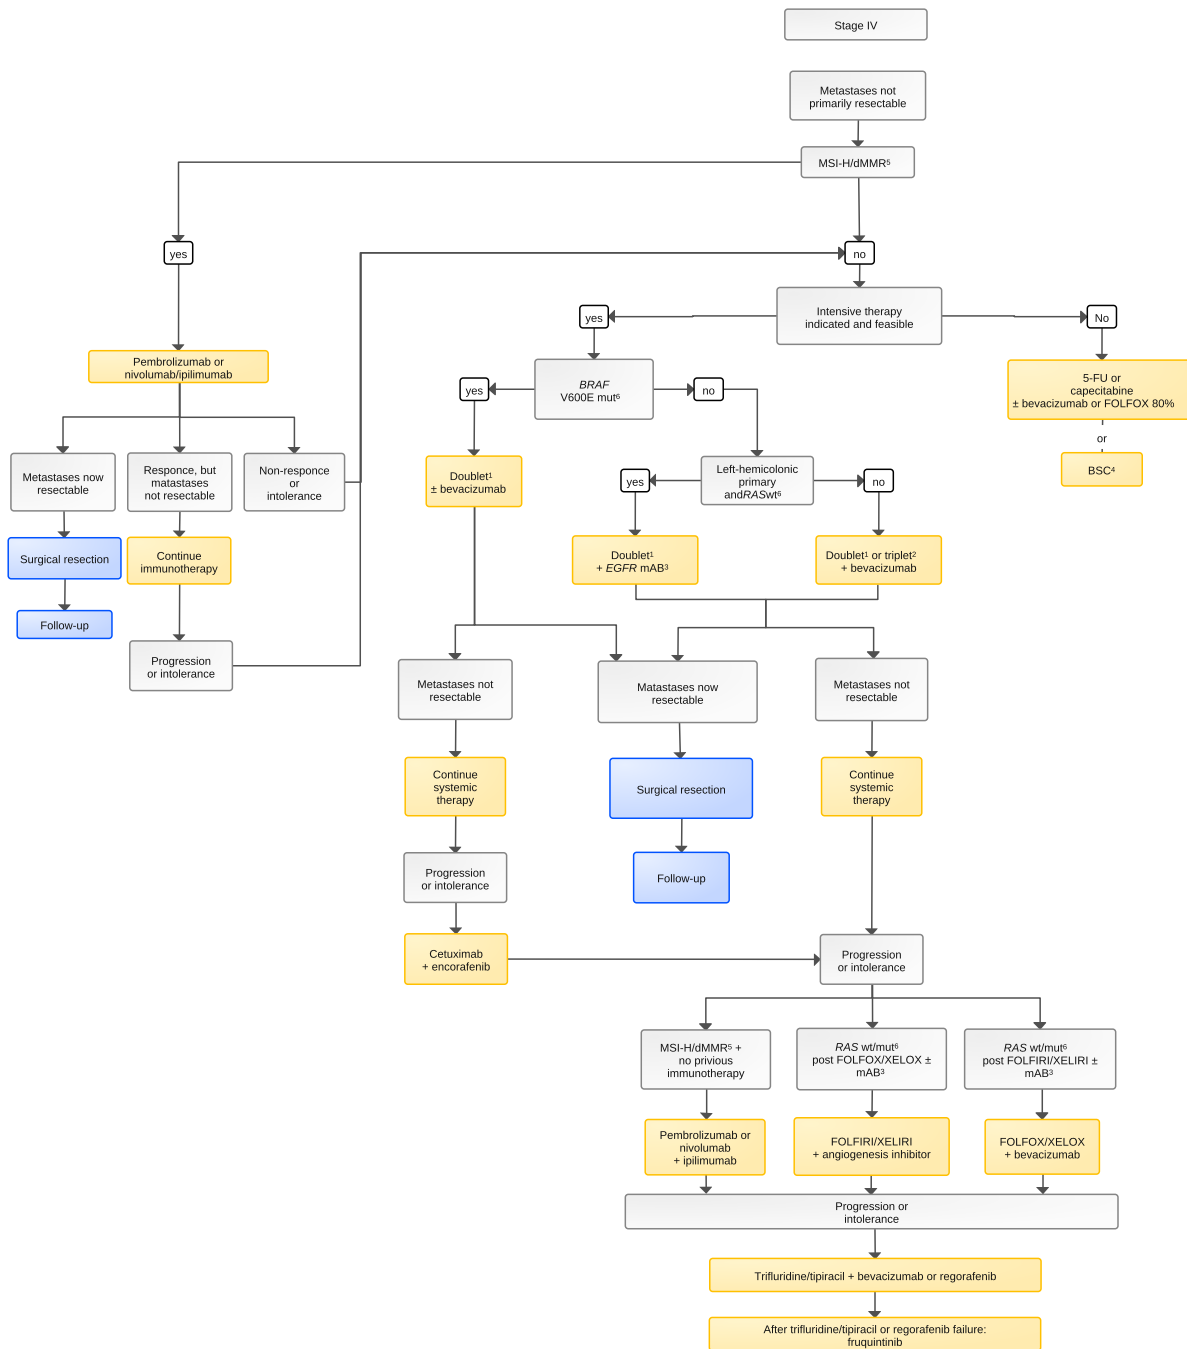 Stage IV
Metastases not
primarily resectable
MSI-H/dMMR⁵
yes
no
Intensive therapy
indicated and feasible
yes
No
Pembrolizumab or
nivolumab/ipilimumab
BRAF
V600E mut⁶
yes
no
5-FU or
capecitabine
± bevacizumab or FOLFOX 80%
or
BSC⁴
Metastases now
resectable
Responce, but
matastases
not resectable
Non-responce
or
intolerance
Doublet¹
± bevacizumab
Left-hemicolonic
primary
andRASwt⁶
yes
no
Surgical resection
Continue
immunotherapy
Doublet¹
+ EGFR mAB³
Doublet¹ or triplet²
+ bevacizumab
Follow-up
Progression
or intolerance
Metastases not
resectable
Matastases now
resectable
Metastases not
resectable
Continue
systemic
therapy
Surgical resection
Continue
systemic
therapy
Progression
or intolerance
Follow-up
Cetuximab
+ encorafenib
Progression
or intolerance
MSI-H/dMMR⁵ +
no privious
immunotherapy
RAS wt/mut⁶
post FOLFOX/XELOX ±
mAB³
RAS wt/mut⁶
post FOLFIRI/XELIRI ±
mAB³
Pembrolizumab or
nivolumab
+ ipilimumab
FOLFIRI/XELIRI
+ angiogenesis inhibitor
FOLFOX/XELOX
+ bevacizumab
Progression or
intolerance
Trifluridine/tipiracil + bevacizumab or regorafenib
After trifluridine/tipiracil or regorafenib failure:
fruquintinib